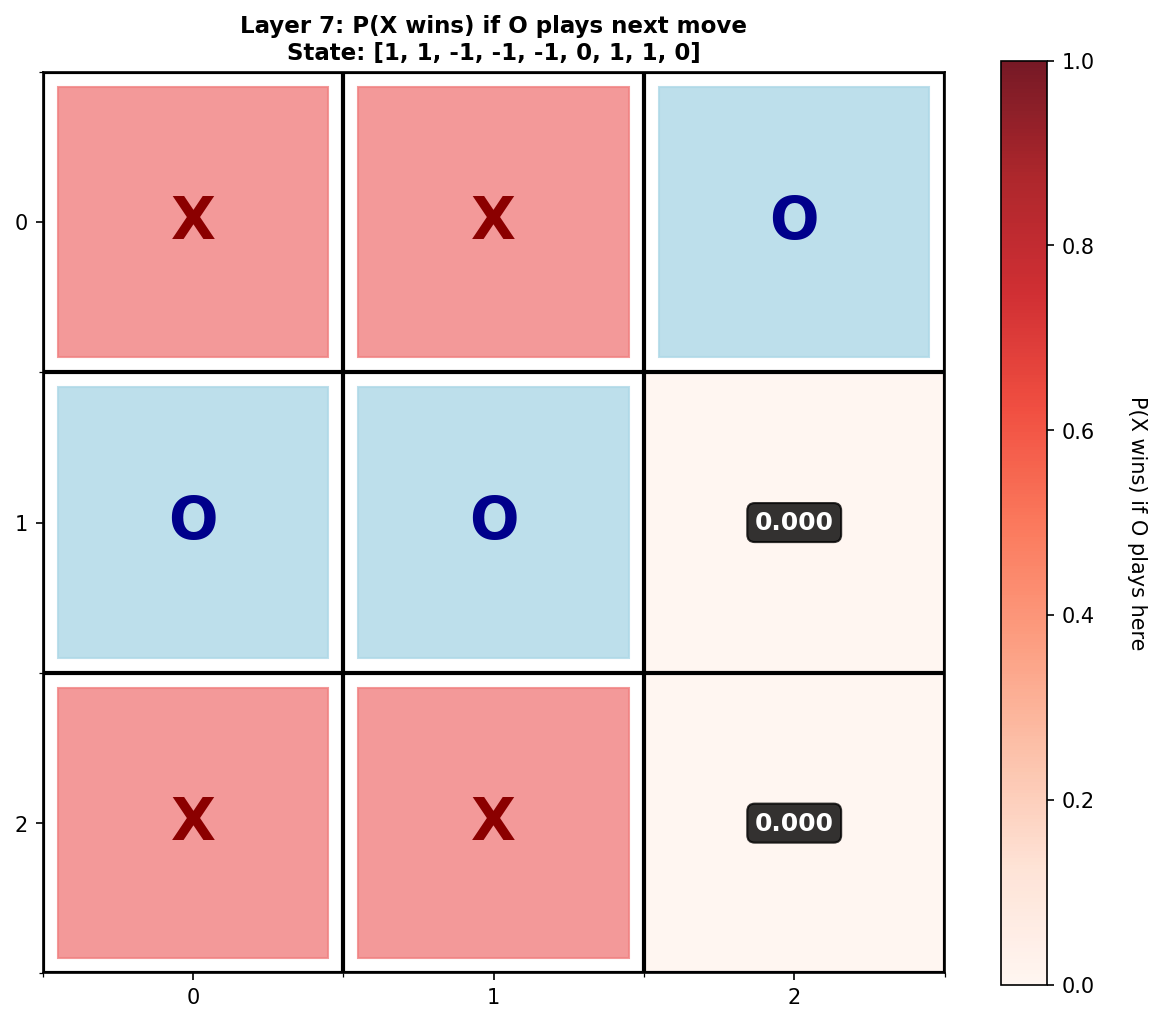 Layer 7: P(X wins) if O plays next move
State: [1, 1, -1, -1, -1, 0, 1, 1, 0]
X
X
O
O
O
0.000
X
X
0.000
0
1
2
0
1
2
1.0
0.8
0.6
0.4
0.2
0.0
P(X wins) if O plays here